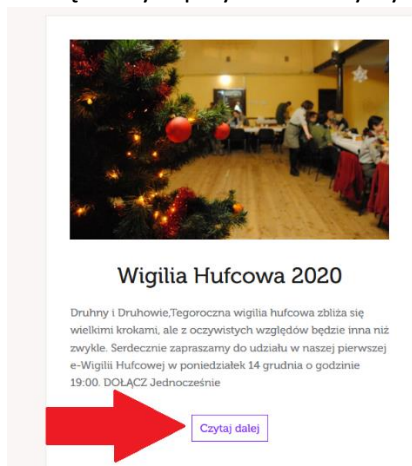 Wigilia Hufcowa 2020
Druhny i Druhowie,Tegoroczna wigilia hufcowa zbliża się
wielkimi krokami, ale z oczywistych względów będzie inna niż
zwykle. Serdecznie zapraszamy do udziału w naszej pierwszej
e-Wigilii Hufcowej w poniedziałek 14 grudnia o godzinie
19:00. DOŁĄCZ Jednocześnie
Czytaj dalej